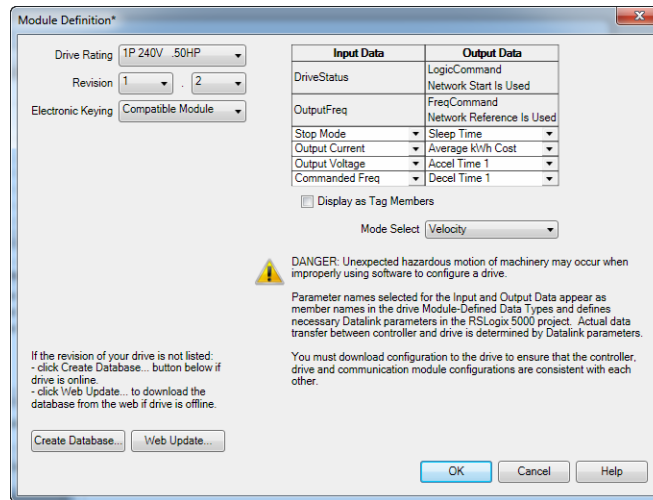 Module Definition*
Drive Rating 1P 240V .50HP
Revision 1 . 2
Electronic Keying Compatible Module
Input Data Output Data
DriveStatus LogicCommand
Network Start Is Used
OutputFreq FreqCommand
Network Reference Is Used
Stop Mode Sleep Time
Output Current Average kWh Cost
Output Voltage Accel Time 1
Commanded Freq Decel Time 1
Display as Tag Members
Mode Select Velocity
DANGER: Unexpected hazardous motion of machinery may occur when
improperly using software to configure a drive.
Parameter names selected for the Input and Output Data appear as
member names in the drive Module-Defined Data Types and defines
necessary Datalink parameters in the RSLogix 5000 project. Actual data
transfer between controller and drive is determined by Datalink parameters.
You must download configuration to the drive to ensure that the controller,
drive and communication module configurations are consistent with each
other.
If the revision of your drive is not listed:
- click Create Database... button below if
drive is online.
- click Web Update... to download the
database from the web if drive is offline.
Create Database... Web Update...
OK Cancel Help